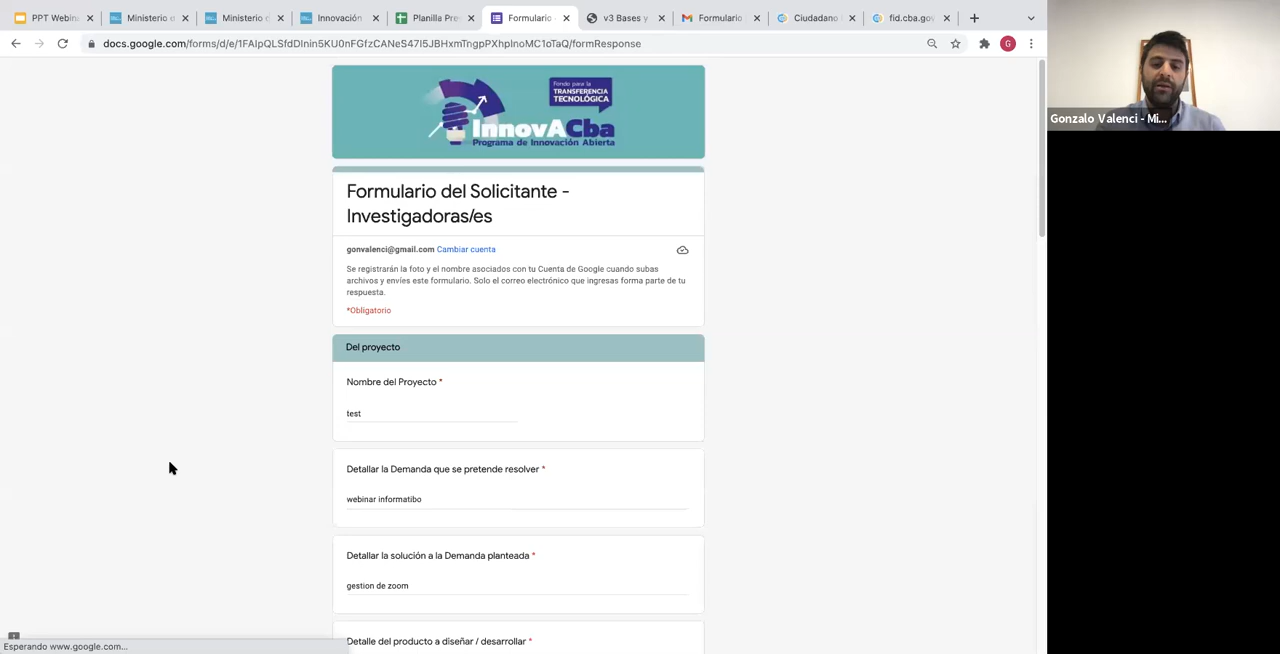 PPT Webin
Ministerio e
Ministerio d
Innovación
Planilla Pre
Formulario
v3 Bases y
Formulario
Ciudadano
fid.cba.gov
docs.google.com/forms/d/e/1FAIpQLSfdDInin5KU0nFGfzCANeS47I5JBHxmTngpPXhpInoMC1oTaQ/formResponse
G
Fondo para la
TRANSFERENCIA
TECNOLÓGICA
InnovACba
Programa de Innovación Abierta
Gonzalo Valenci - Mi...
Formulario del Solicitante -
Investigadoras/es
gonvalenci@gmail.com Cambiar cuenta
Se registrarán la foto y el nombre asociados con tu Cuenta de Google cuando subas
archivos y envíes este formulario. Solo el correo electrónico que ingresas forma parte de tu
respuesta.
*Obligatorio
Del proyecto
Nombre del Proyecto *
test
Detallar la Demanda que se pretende resolver *
webinar informatibo
Detallar la solución a la Demanda planteada *
gestion de zoom
Detalle del producto a diseñar / desarrollar *
Esperando www.google.com...